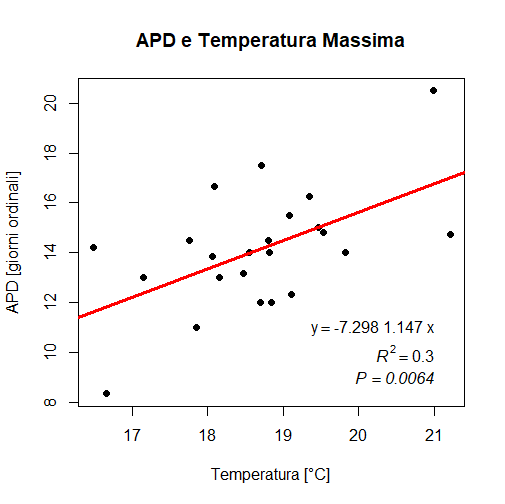 APD e Temperatura Massima
APD [giorni ordinali]
20
18
16
14
12
10
8
y = -7.298 1.147 x
R² = 0.3
P = 0.0064
17 18 19 20 21
Temperatura [°C]